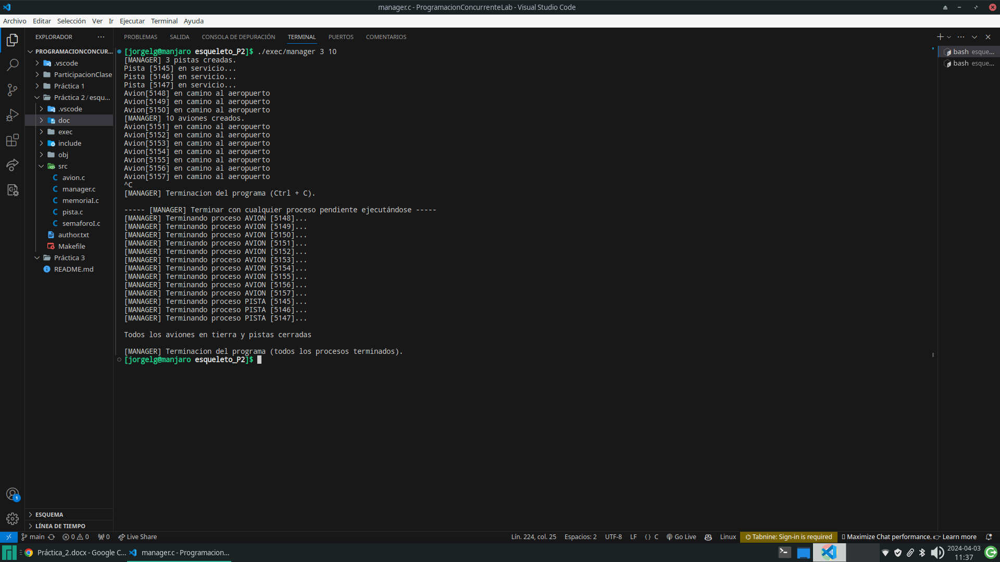 manager.c - ProgramacionConcurrenteLab - Visual Studio Code
Archivo Editar Selección Ver Ir Ejecutar Terminal Ayuda
EXPLORADOR
PROGRAMACIONCONCUR...
.vscode
ParticipacionClase
Práctica 1
Práctica 2 / esqu...
.vscode
doc
exec
include
obj
src
avion.c
manager.c
memoriaI.c
pista.c
semaforoI.c
author.txt
Makefile
Práctica 3
README.md
ESQUEMA
LÍNEA DE TIEMPO
PROBLEMAS SALIDA CONSOLA DE DEPURACIÓN TERMINAL PUERTOS COMENTARIOS
[jorgelg@manjaro esqueleto_P2]$ ./exec/manager 3 10
[MANAGER] 3 pistas creadas.
Pista [5145] en servicio...
Pista [5146] en servicio...
Pista [5147] en servicio...
Avion[5148] en camino al aeropuerto
Avion[5149] en camino al aeropuerto
Avion[5150] en camino al aeropuerto
[MANAGER] 10 aviones creados.
Avion[5151] en camino al aeropuerto
Avion[5152] en camino al aeropuerto
Avion[5153] en camino al aeropuerto
Avion[5154] en camino al aeropuerto
Avion[5155] en camino al aeropuerto
Avion[5156] en camino al aeropuerto
Avion[5157] en camino al aeropuerto
^C
[MANAGER] Terminacion del programa (Ctrl + C).
----- [MANAGER] Terminar con cualquier proceso pendiente ejecutándose -----
[MANAGER] Terminando proceso AVION [5148]...
[MANAGER] Terminando proceso AVION [5149]...
[MANAGER] Terminando proceso AVION [5150]...
[MANAGER] Terminando proceso AVION [5151]...
[MANAGER] Terminando proceso AVION [5152]...
[MANAGER] Terminando proceso AVION [5153]...
[MANAGER] Terminando proceso AVION [5154]...
[MANAGER] Terminando proceso AVION [5155]...
[MANAGER] Terminando proceso AVION [5156]...
[MANAGER] Terminando proceso AVION [5157]...
[MANAGER] Terminando proceso PISTA [5145]...
[MANAGER] Terminando proceso PISTA [5146]...
[MANAGER] Terminando proceso PISTA [5147]...
Todos los aviones en tierra y pistas cerradas
[MANAGER] Terminacion del programa (todos los procesos terminados).
[jorgelg@manjaro esqueleto_P2]$
bash esque...
bash esque...
1
main 0 0 0 Live Share Lín. 224, col. 25 Espacios: 2 UTF-8 LF {} C Go Live Linux Tabnine: Sign-in is required Maximize Chat performance. Learn more
Práctica_2.docx - Google C... manager.c - Programacion...
2024-04-03
11:37